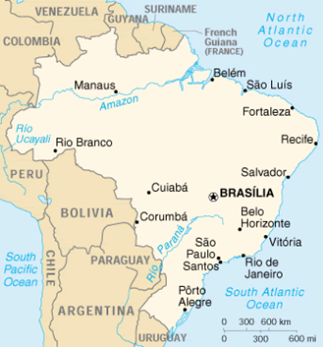 VENEZUELA
SURINAME
GUYANA
COLOMBIA
French
Guiana
(FRANCE)
North
Atlantic
Ocean
Belém
Manaus
São Luís
Amazon
Fortaleza
Río
Ucayali
Rio Branco
Recife
PERU
Salvador
Cuiabá
BRASÍLIA
BOLIVIA
Corumbá
Belo
Horizonte
Rio Paraná
Vitória
São
Paulo
Santos
Rio de
Janeiro
South
Pacific
Ocean
CHILE
PARAGUAY
Pôrto
Alegre
South Atlantic
Ocean
ARGENTINA
URUGUAY
0 300 600 km
0 300 600 mi